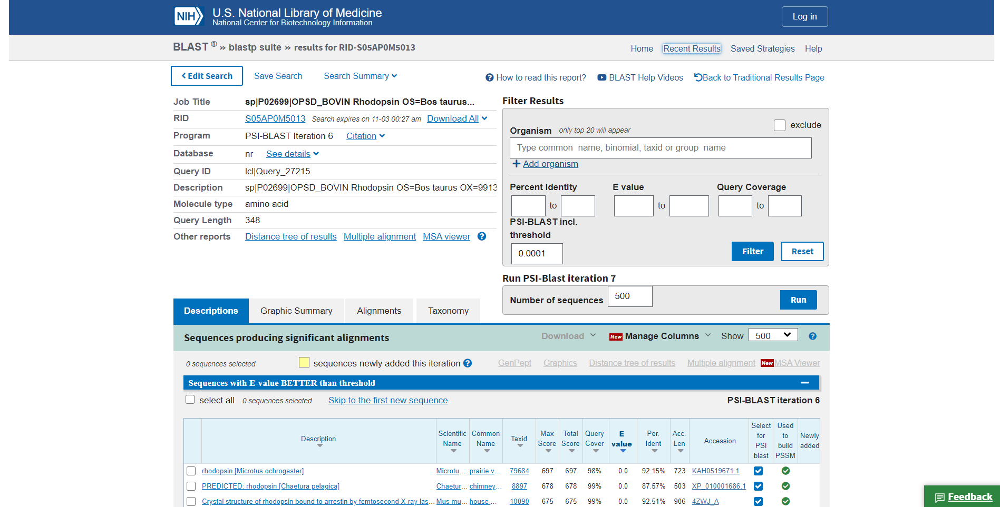 NIH U.S. National Library of Medicine
National Center for Biotechnology Information
Log in
BLAST ® » blastp suite » results for RID-S05AP0M5013
Home Recent Results Saved Strategies Help
Edit Search Save Search Search Summary
How to read this report? BLAST Help Videos Back to Traditional Results Page
Job Title sp|P02699|OPSD_BOVIN Rhodopsin OS=Bos taurus...
RID S05AP0M5013 Search expires on 11-03 00:27 am Download All
Program PSI-BLAST Iteration 6 Citation
Database nr See details
Query ID lcl|Query_27215
Description sp|P02699|OPSD_BOVIN Rhodopsin OS=Bos taurus OX=9913
Molecule type amino acid
Query Length 348
Other reports Distance tree of results Multiple alignment MSA viewer ?
Filter Results
Organism only top 20 will appear exclude
Type common name, binomial, taxid or group name
+ Add organism
Percent Identity E value Query Coverage
to to to
PSI-BLAST incl.
threshold
0.0001
Filter Reset
Run PSI-Blast iteration 7
Number of sequences 500 Run
Descriptions Graphic Summary Alignments Taxonomy
Sequences producing significant alignments Download New Manage Columns Show 500 ?
0 sequences selected sequences newly added this iteration ? GenPept Graphics Distance tree of results Multiple alignment New MSA Viewer
Sequences with E-value BETTER than threshold
select all 0 sequences selected Skip to the first new sequence PSI-BLAST iteration 6
Description Scientific Name Common Name Taxid Max Score Total Score Query Cover E value Per. Ident Acc. Len Accession Select for PSI blast Used to build PSSM Newly added
rhodopsin [Microtus ochrogaster] Microtu... prairie v... 79684 697 697 98% 0.0 92.15% 723 KAH0519671.1
PREDICTED: rhodopsin [Chaetura pelagica] Chaetur... chimney... 8897 678 678 99% 0.0 87.57% 503 XP_010001686.1
Crystal structure of rhodopsin bound to arrestin by femtosecond X-ray las... Mus mu... house ... 10090 675 675 99% 0.0 92.51% 906 4ZWJ_A
Feedback